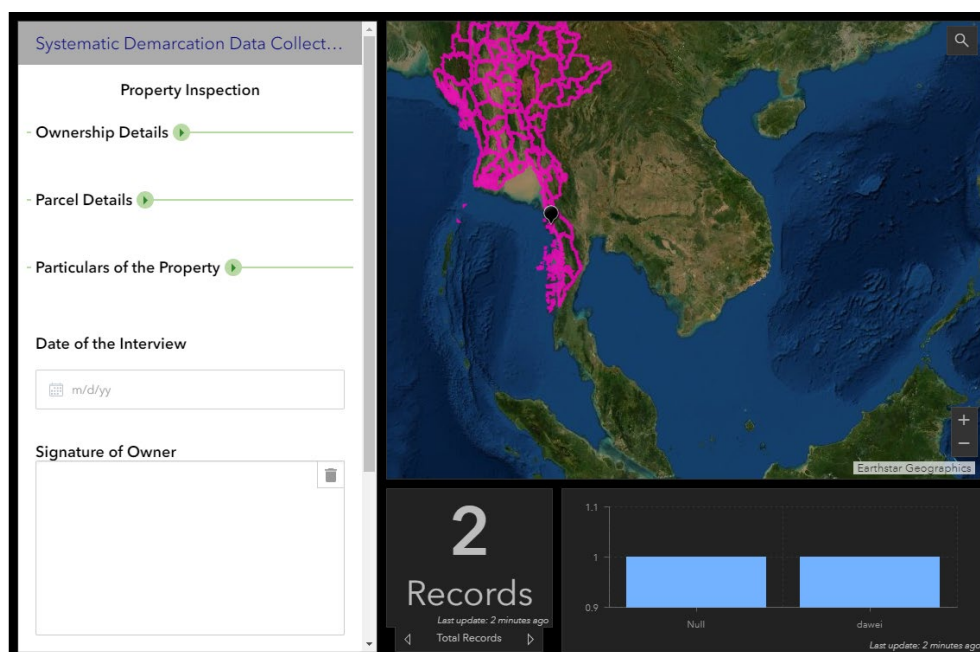 Systematic Demarcation Data Collect...
Property Inspection
Ownership Details
Parcel Details
Particulars of the Property
Date of the Interview
m/d/yy
Signature of Owner
+
−
Earthstar Geographics
2
Records
Last update: 2 minutes ago
Total Records
1.1
1
0.9
Null
dawei
Last update: 2 minutes ago